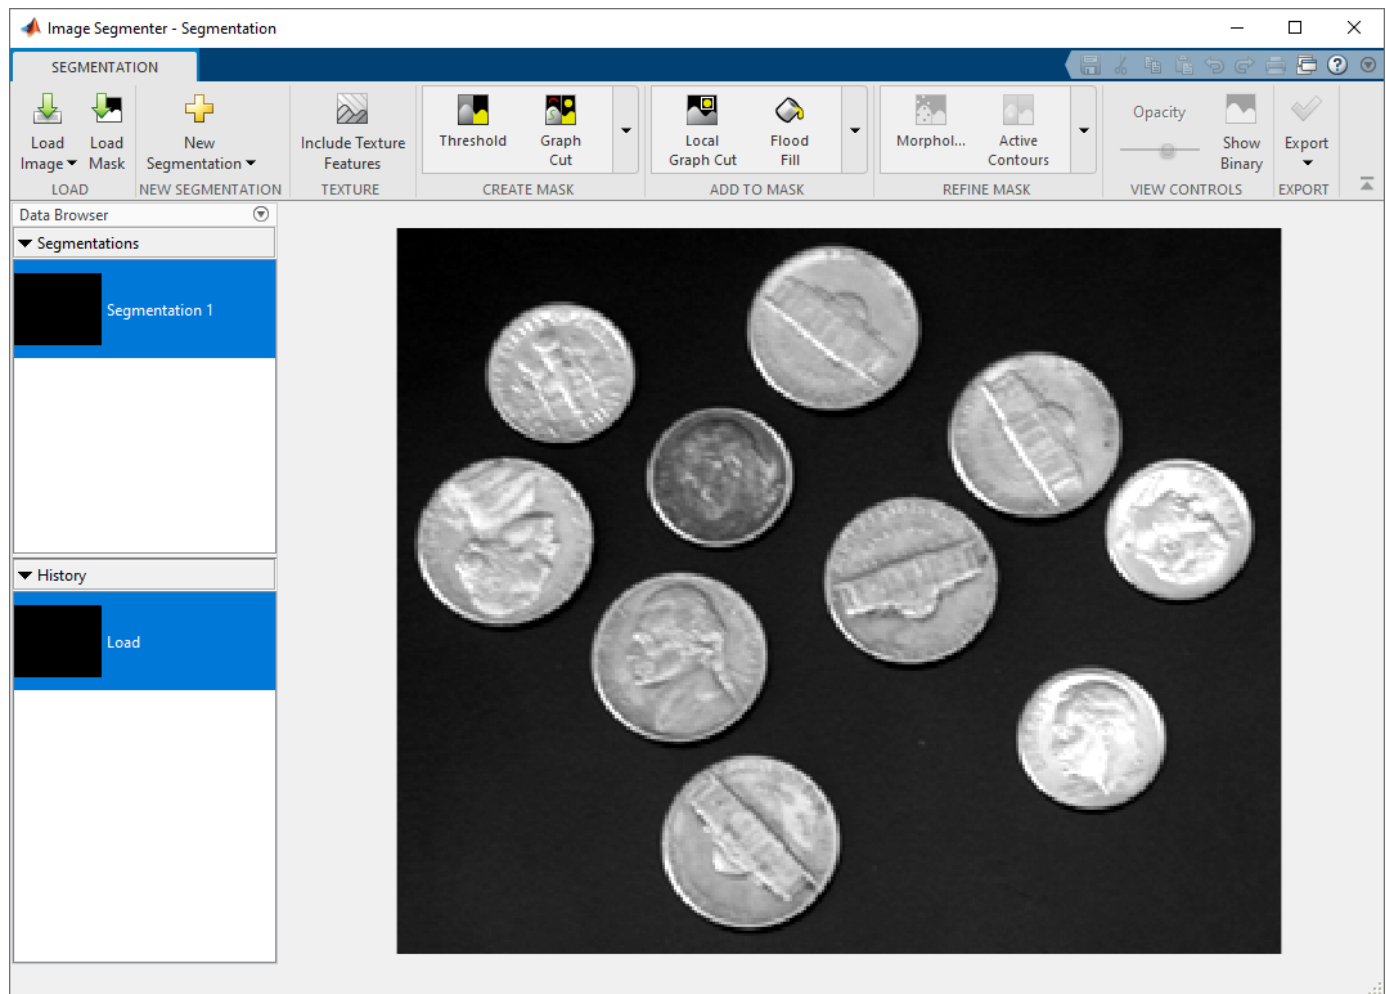 Image Segmenter - Segmentation
SEGMENTATION
Load Image
Load Mask
New Segmentation
Include Texture Features
Threshold
Graph Cut
Local Graph Cut
Flood Fill
Morphol...
Active Contours
Opacity
Show Binary
Export
LOAD
NEW SEGMENTATION
TEXTURE
CREATE MASK
ADD TO MASK
REFINE MASK
VIEW CONTROLS
EXPORT
Data Browser
Segmentations
Segmentation 1
History
Load